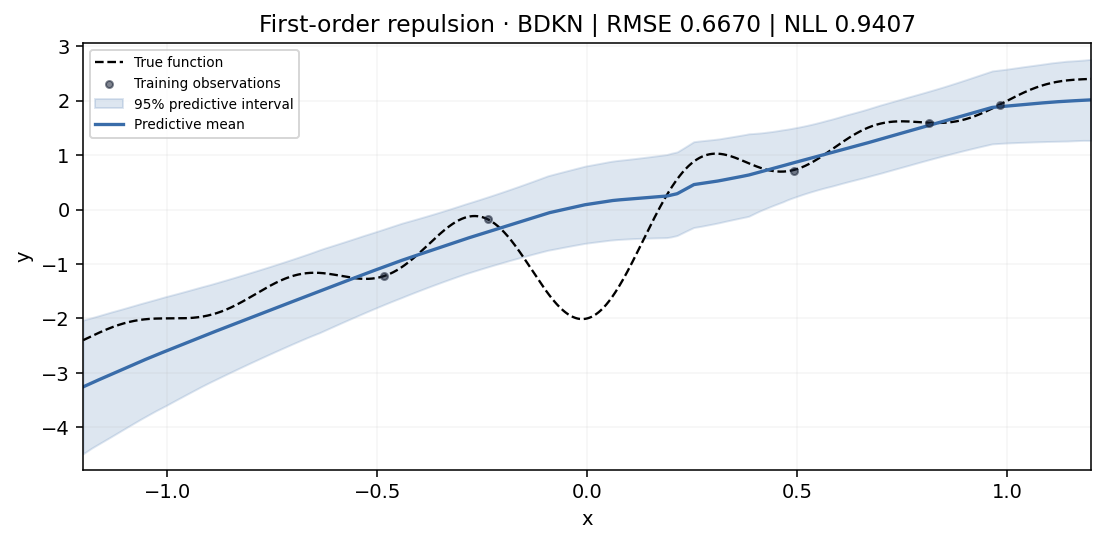 First-order repulsion · BDKN | RMSE 0.6670 | NLL 0.9407
True function
Training observations
95% predictive interval
Predictive mean
y
3
2
1
0
−1
−2
−3
−4
−1.0
−0.5
0.0
0.5
1.0
x